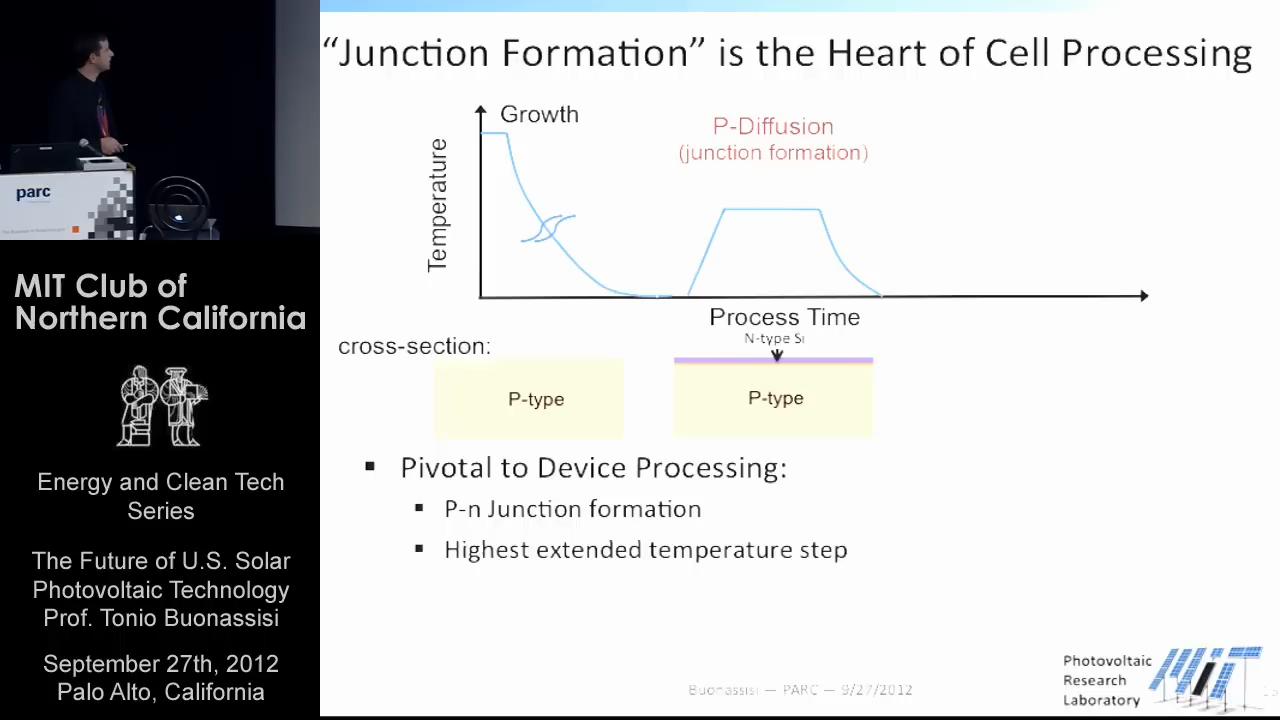 “Junction Formation” is the Heart of Cell Processing
Growth
P-Diffusion
(junction formation)
Temperature
Process Time
N-type Si
cross-section:
P-type
P-type
▪ Pivotal to Device Processing:
▪ P-n Junction formation
▪ Highest extended temperature step
Buonassisi — PARC — 9/27/2012
Photovoltaic
Research
Laboratory
MIT
parc
MIT Club of
Northern California
Energy and Clean Tech
Series
The Future of U.S. Solar
Photovoltaic Technology
Prof. Tonio Buonassisi
September 27th, 2012
Palo Alto, California